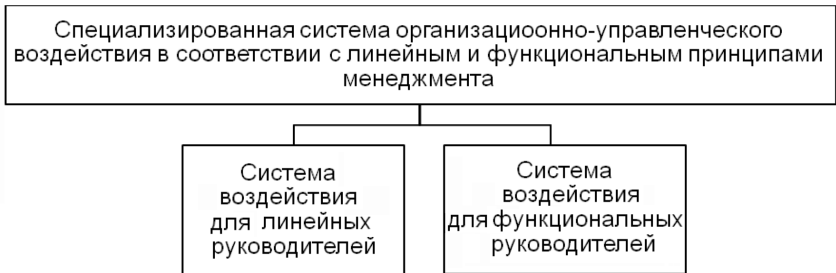 Специализированная система организациоонно-управленческого
воздействия в соответствии с линейным и функциональным принципами
менеджмента
Система
воздействия
для линейных
руководителей
Система
воздействия
для функциональных
руководителей